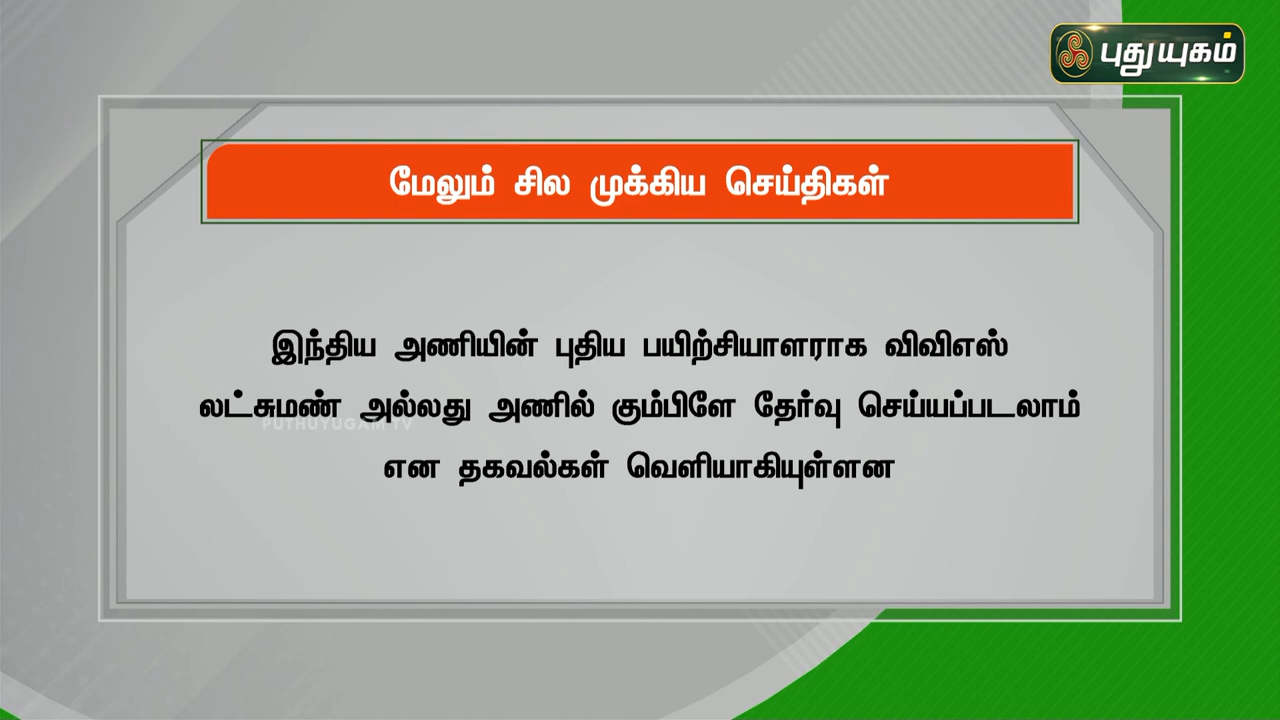 புதுயுகம்
மேலும் சில முக்கிய செய்திகள்
இந்திய அணியின் புதிய பயிற்சியாளராக விவிஎஸ்
லட்சுமண் அல்லது அணில் கும்பிளே தேர்வு செய்யப்படலாம்
PUTHUYUGAM TV
என தகவல்கள் வெளியாகியுள்ளன